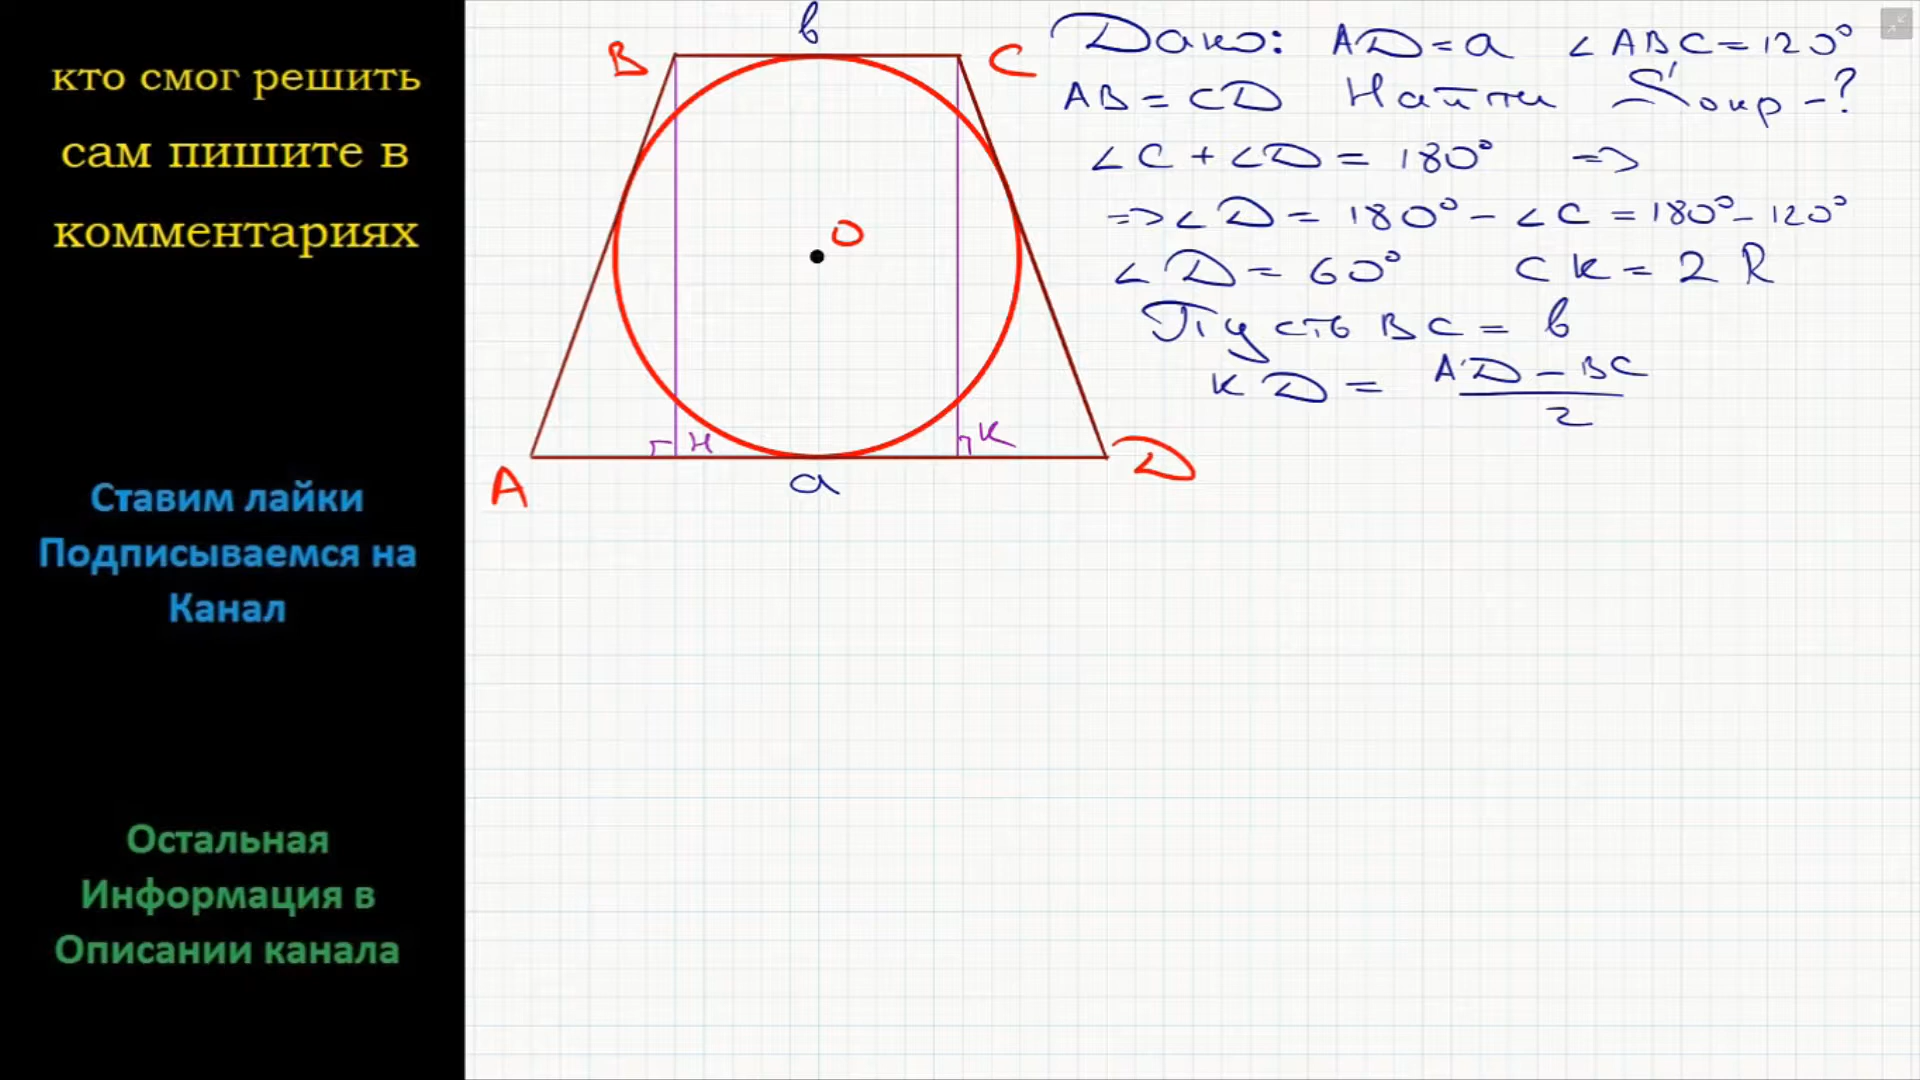 кто смог решить
сам пишите в
комментариях
Ставим лайки
Подписываемся на
Канал
Остальная
Информация в
Описании канала
B
в
C
O
H
K
A
a
D
Дано: AD = a ∠ABC = 120°
AB = CD Найти Sокр - ?
∠C + ∠D = 180° =>
=> ∠D = 180° - ∠C = 180° - 120°
∠D = 60° CK = 2R
Пусть BC = в
KD = (AD - BC)/2